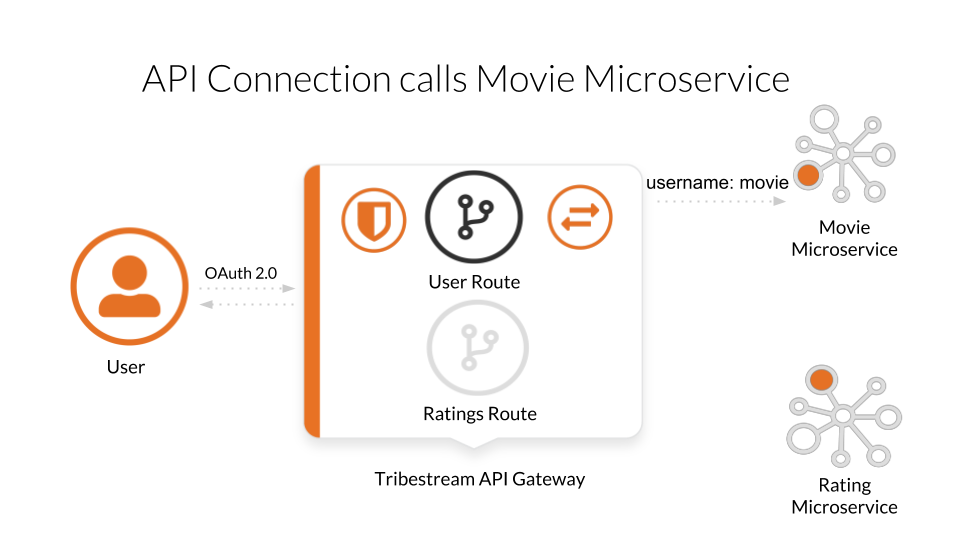 API Connection calls Movie Microservice
username: movie
Movie
Microservice
User Route
OAuth 2.0
User
Ratings Route
Tribestream API Gateway
Rating
Microservice